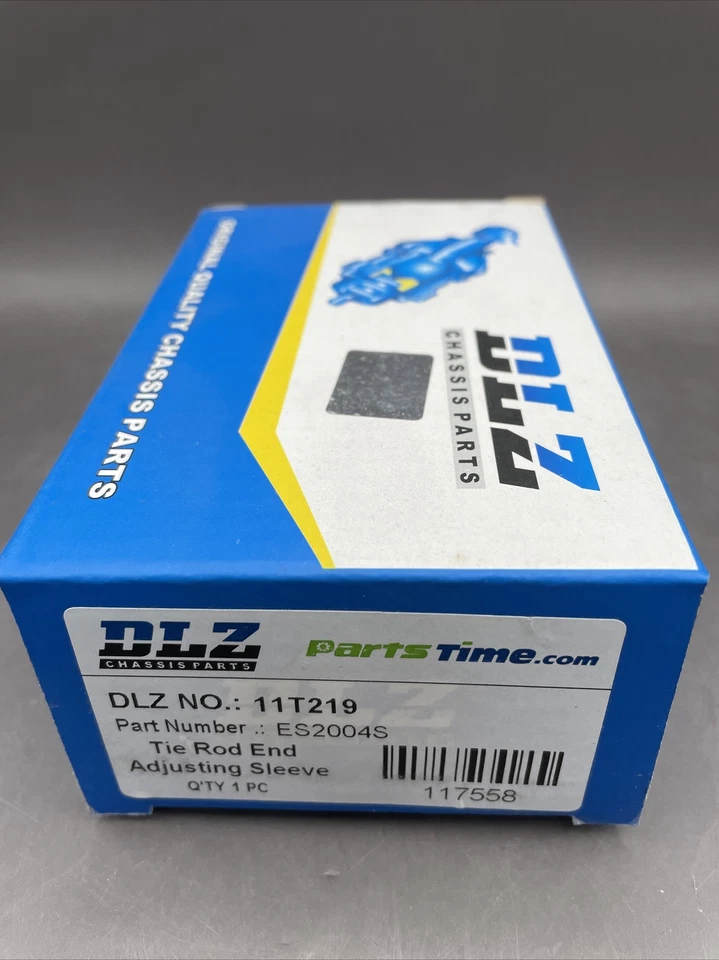 ORIGINAL QUALITY CHASSIS PARTS
DLZ
CHASSIS PARTS
DLZ
CHASSIS PARTS
PartsTime.com
DLZ NO.: 11T219
Part Number .: ES2004S
Tie Rod End
Adjusting Sleeve
Q'TY 1 PC
117558